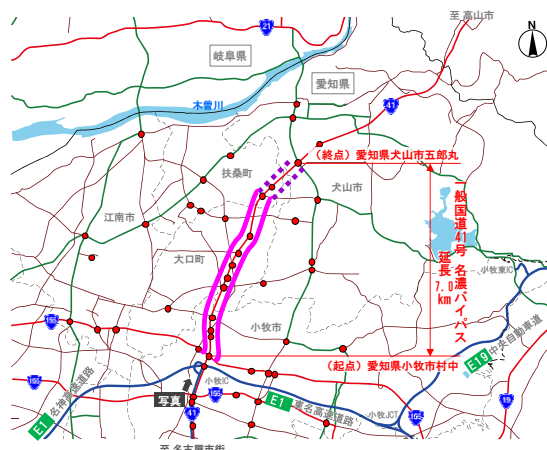 至 高山市
N
21
岐阜県
愛知県
木曽川
41
(終点) 愛知県犬山市五郎丸
扶桑町
犬山市
江南市
大口町
一般国道41号 名濃バイパス
延長7.0km
小牧東IC
155
小牧市
中央自動車道
E19
(起点) 愛知県小牧市村中
小牧IC
155
名神高速道路
E1
写真
41
155
E1
東名高速道路
小牧JCT
155
19
至 名古屋市街